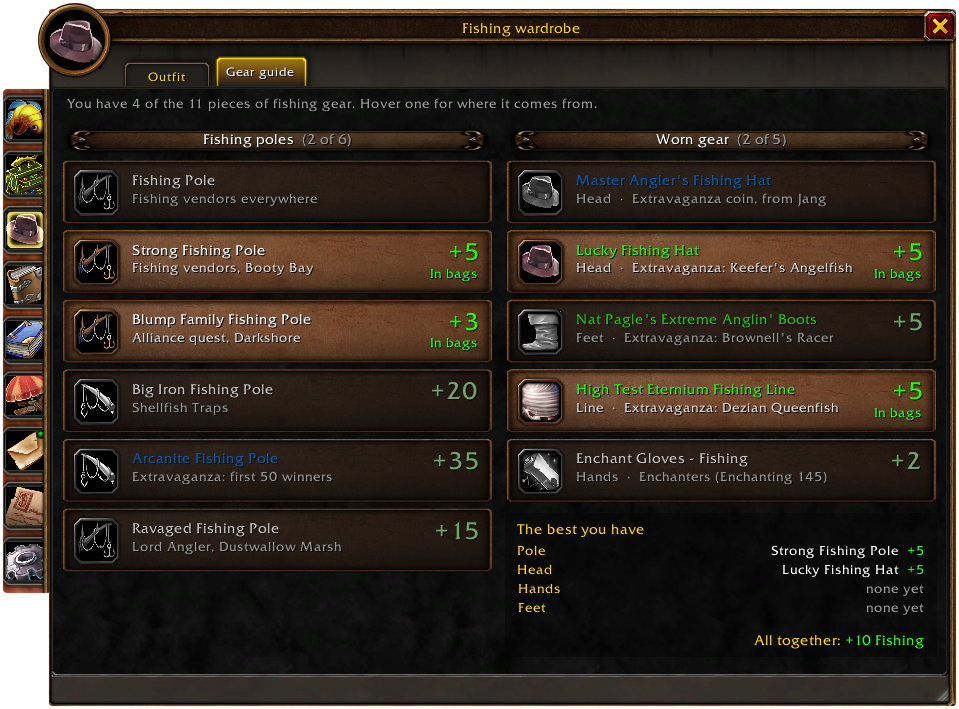 Fishing wardrobe
Outfit
Gear guide
You have 4 of the 11 pieces of fishing gear. Hover one for where it comes from.
Fishing poles (2 of 6)
Fishing Pole
Fishing vendors everywhere
Strong Fishing Pole +5
Fishing vendors, Booty Bay In bags
Blump Family Fishing Pole +3
Alliance quest, Darkshore In bags
Big Iron Fishing Pole +20
Shellfish Traps
Arcanite Fishing Pole +35
Extravaganza: first 50 winners
Ravaged Fishing Pole +15
Lord Angler, Dustwallow Marsh
Worn gear (2 of 5)
Master Angler's Fishing Hat
Head · Extravaganza coin, from Jang
Lucky Fishing Hat +5
Head · Extravaganza: Keefer's Angelfish In bags
Nat Pagle's Extreme Anglin' Boots +5
Feet · Extravaganza: Brownell's Racer
High Test Eternium Fishing Line +5
Line · Extravaganza: Dezian Queenfish In bags
Enchant Gloves - Fishing +2
Hands · Enchanters (Enchanting 145)
The best you have
Pole Strong Fishing Pole +5
Head Lucky Fishing Hat +5
Hands none yet
Feet none yet
All together: +10 Fishing